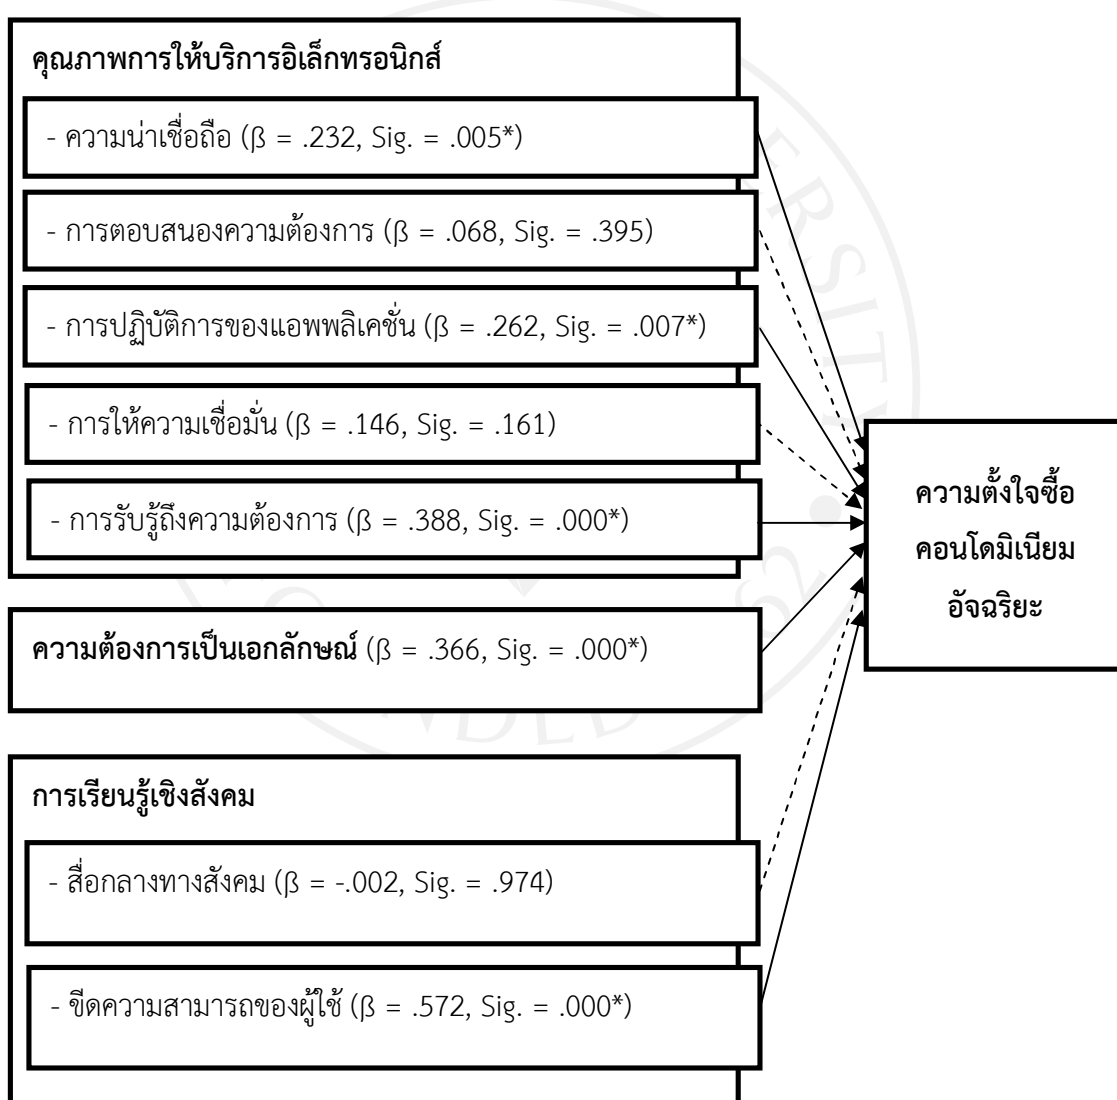 คุณภาพการให้บริการอิเล็กทรอนิกส์
- ความน่าเชื่อถือ (β = .232, Sig. = .005*)
- การตอบสนองความต้องการ (β = .068, Sig. = .395)
- การปฏิบัติการของแอพพลิเคชั่น (β = .262, Sig. = .007*)
- การให้ความเชื่อมั่น (β = .146, Sig. = .161)
- การรับรู้ถึงความต้องการ (β = .388, Sig. = .000*)
ความต้องการเป็นเอกลักษณ์ (β = .366, Sig. = .000*)
การเรียนรู้เชิงสังคม
- สื่อกลางทางสังคม (β = -.002, Sig. = .974)
- ขีดความสามารถของผู้ใช้ (β = .572, Sig. = .000*)
ความตั้งใจซื้อ
คอนโดมิเนียม
อัจฉริยะ